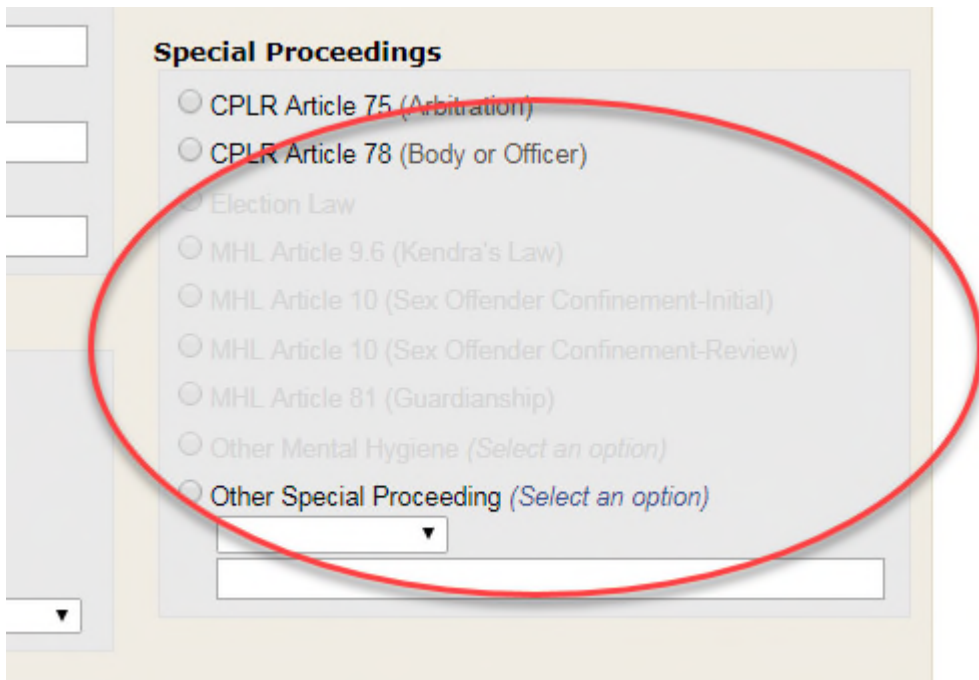 Special Proceedings
CPLR Article 75 (Arbitration)
CPLR Article 78 (Body or Officer)
Election Law
MHL Article 9.6 (Kendra's Law)
MHL Article 10 (Sex Offender Confinement-Initial)
MHL Article 10 (Sex Offender Confinement-Review)
MHL Article 81 (Guardianship)
Other Mental Hygiene (Select an option)
Other Special Proceeding (Select an option)